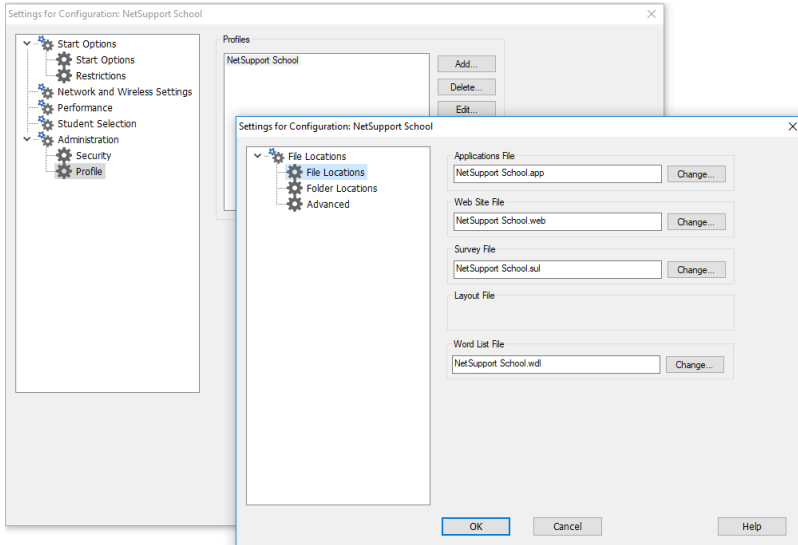 Settings for Configuration: NetSupport School
Start Options
Start Options
Restrictions
Network and Wireless Settings
Performance
Student Selection
Administration
Security
Profile
Profiles
NetSupport School
Add...
Delete...
Edit...
Settings for Configuration: NetSupport School
File Locations
File Locations
Folder Locations
Advanced
Applications File
NetSupport School.app
Change...
Web Site File
NetSupport School.web
Change...
Survey File
NetSupport School.sul
Change...
Layout File
Word List File
NetSupport School.wdl
Change...
OK
Cancel
Help